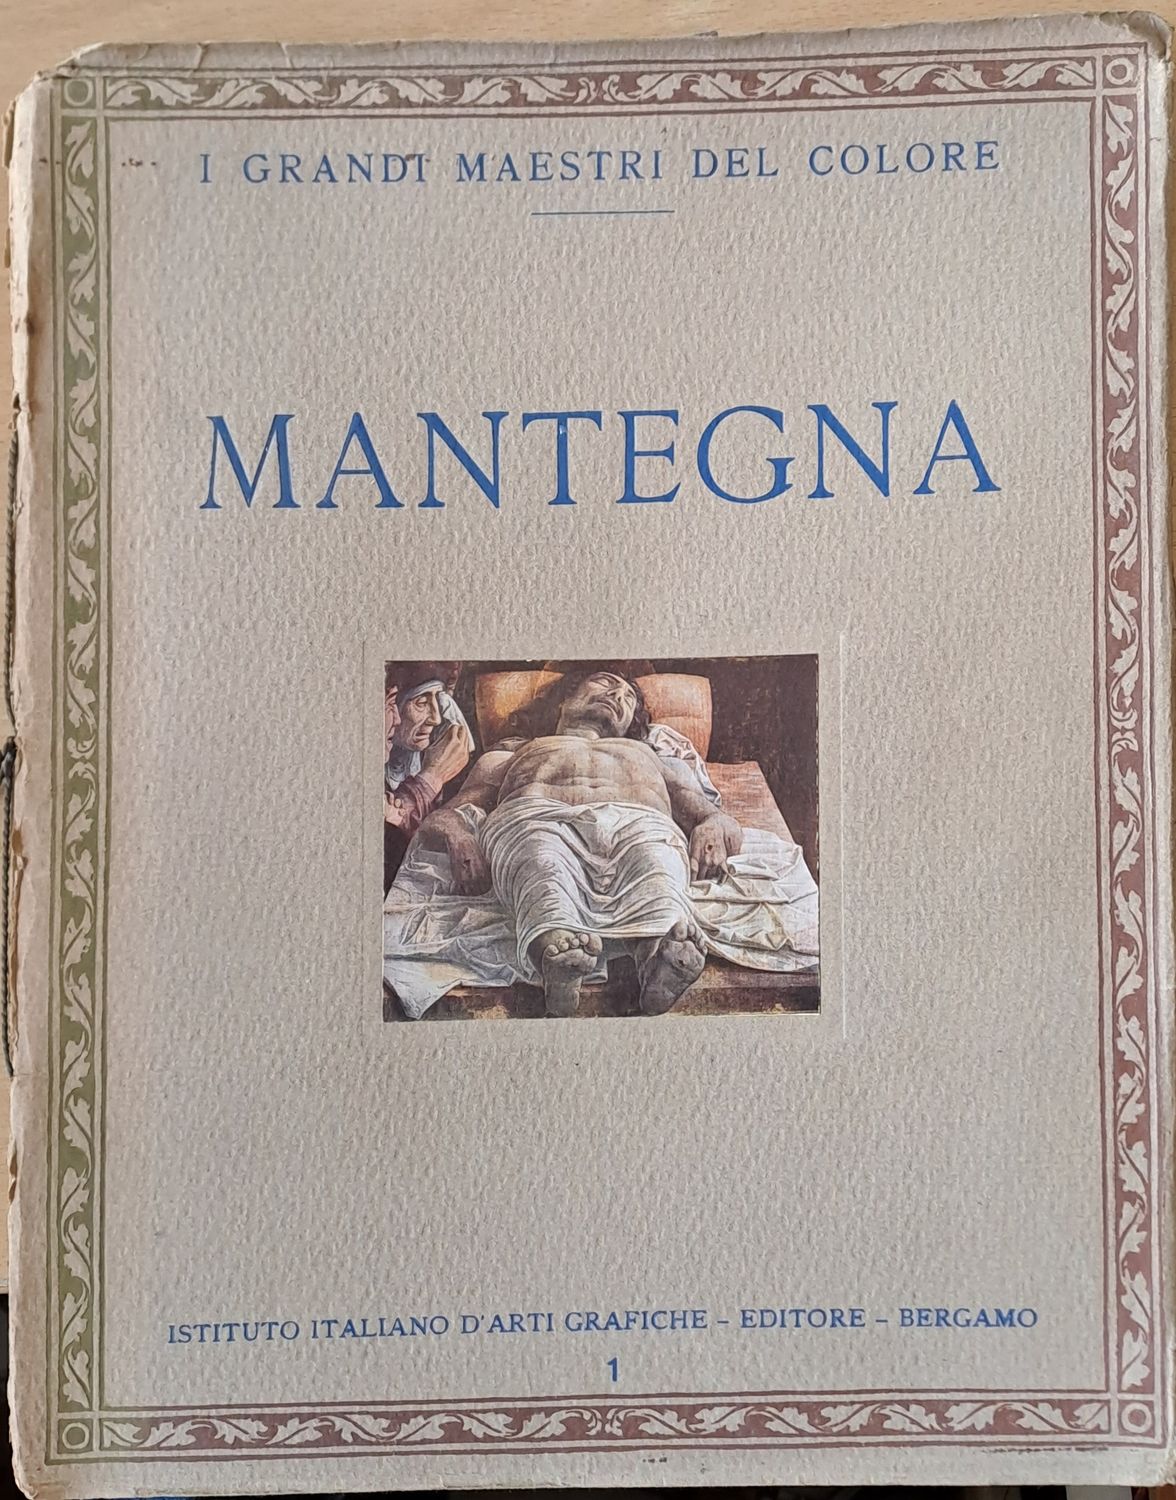 I GRANDI MAESTRI DEL COLORE
MANTEGNA
ISTITUTO ITALIANO D'ARTI GRAFICHE – EDITORE – BERGAMO
1